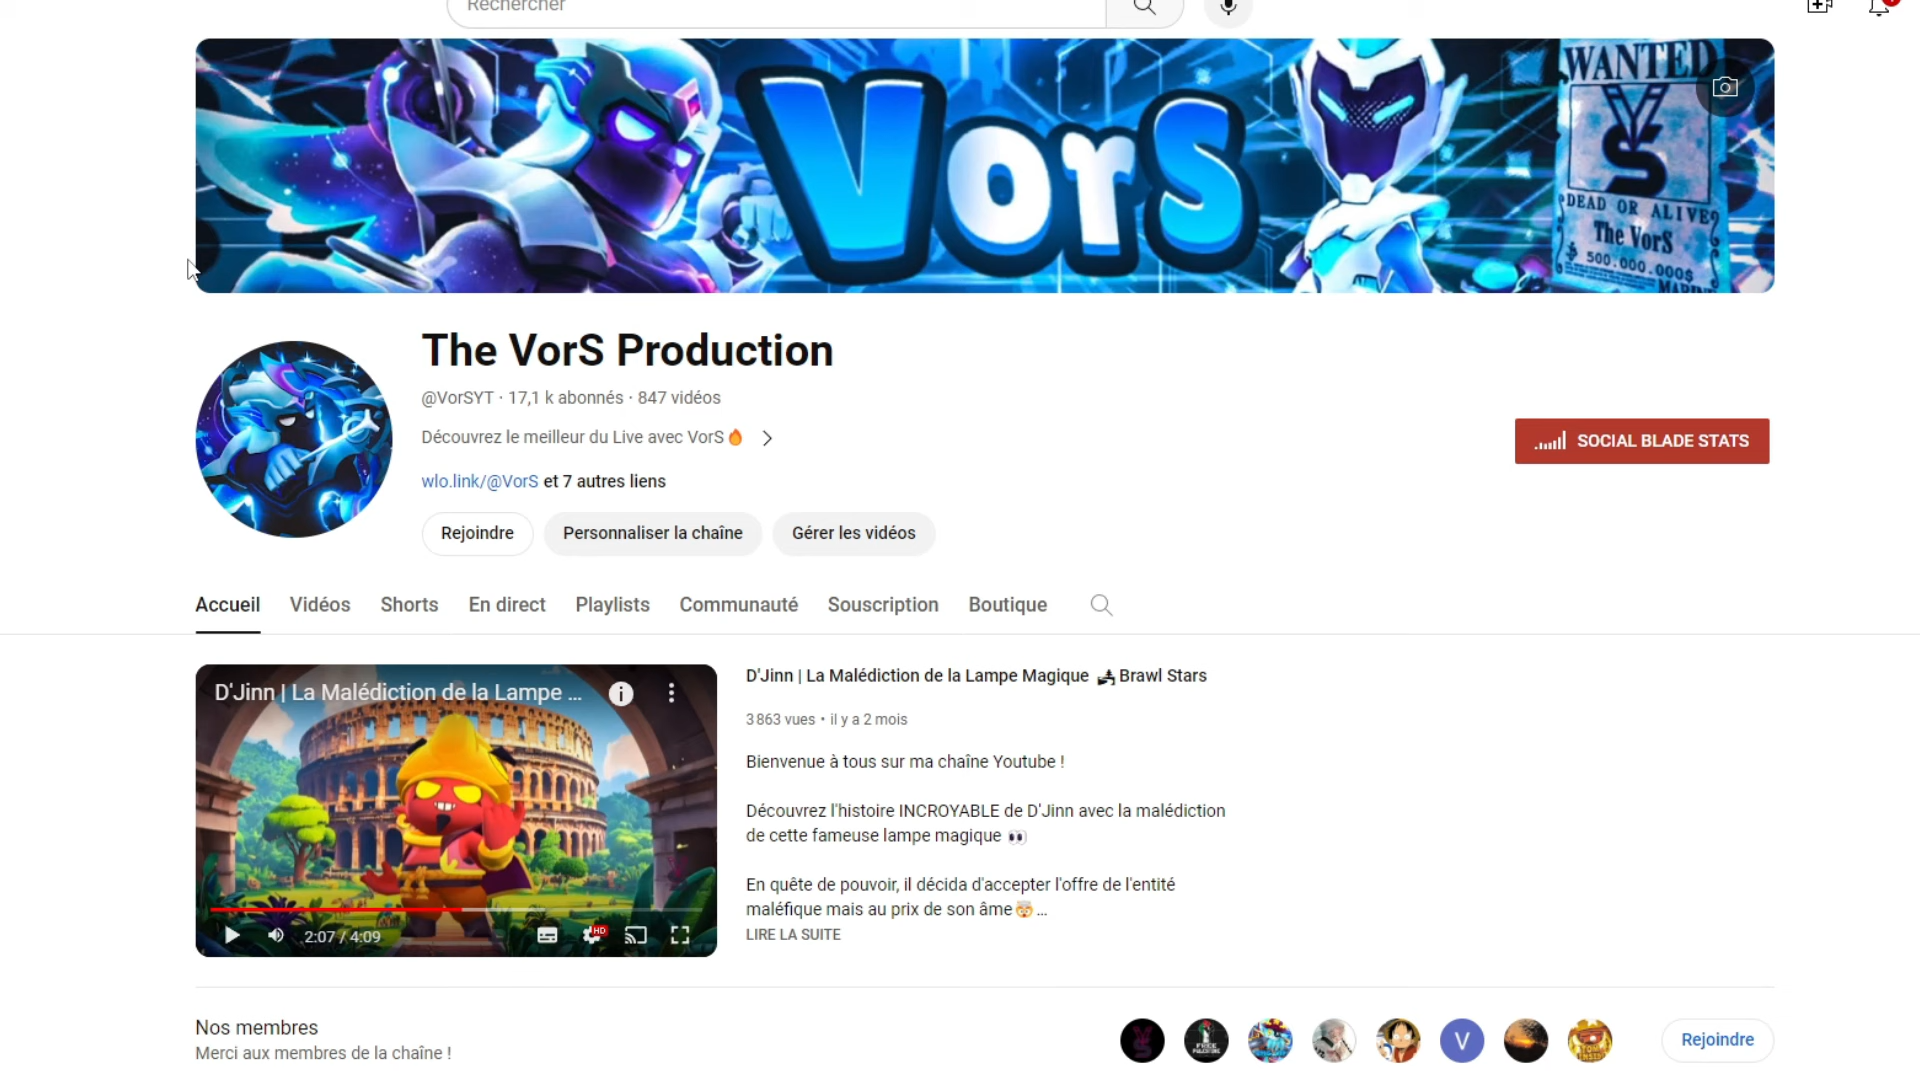 Rechercher
VorS
WANTED
VS
DEAD OR ALIVE
The VorS
500.000.000$
MARINE
The VorS Production
@VorSYT · 17,1 k abonnés · 847 vidéos
Découvrez le meilleur du Live avec VorS🔥
wlo.link/@VorS et 7 autres liens
SOCIAL BLADE STATS
Rejoindre
Personnaliser la chaîne
Gérer les vidéos
Accueil
Vidéos
Shorts
En direct
Playlists
Communauté
Souscription
Boutique
D'Jinn | La Malédiction de la Lampe ...
HD
2:07 / 4:09
D'Jinn | La Malédiction de la Lampe Magique 🧞 Brawl Stars
3 863 vues • il y a 2 mois
Bienvenue à tous sur ma chaîne Youtube !
Découvrez l'histoire INCROYABLE de D'Jinn avec la malédiction
de cette fameuse lampe magique 👀
En quête de pouvoir, il décida d'accepter l'offre de l'entité
maléfique mais au prix de son âme🤯 ...
LIRE LA SUITE
Nos membres
Merci aux membres de la chaîne !
FREE
V
Rejoindre